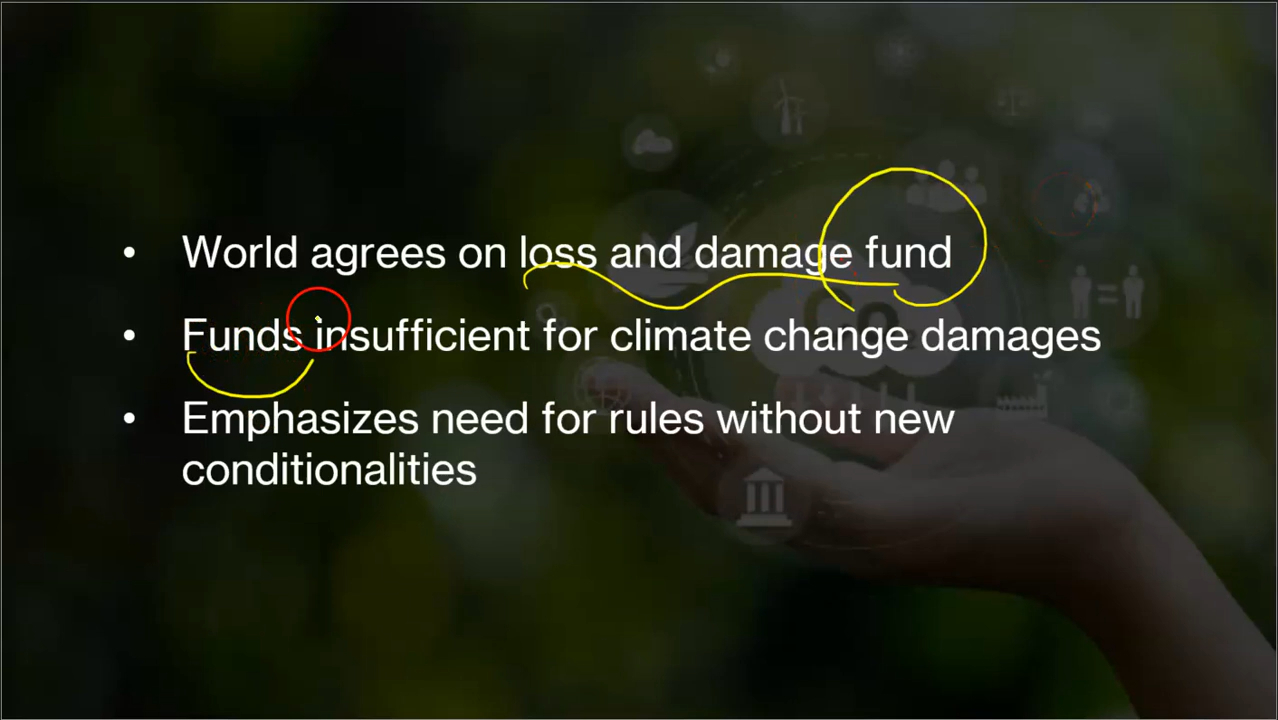 • World agrees on loss and damage fund
• Funds insufficient for climate change damages
• Emphasizes need for rules without new
conditionalities